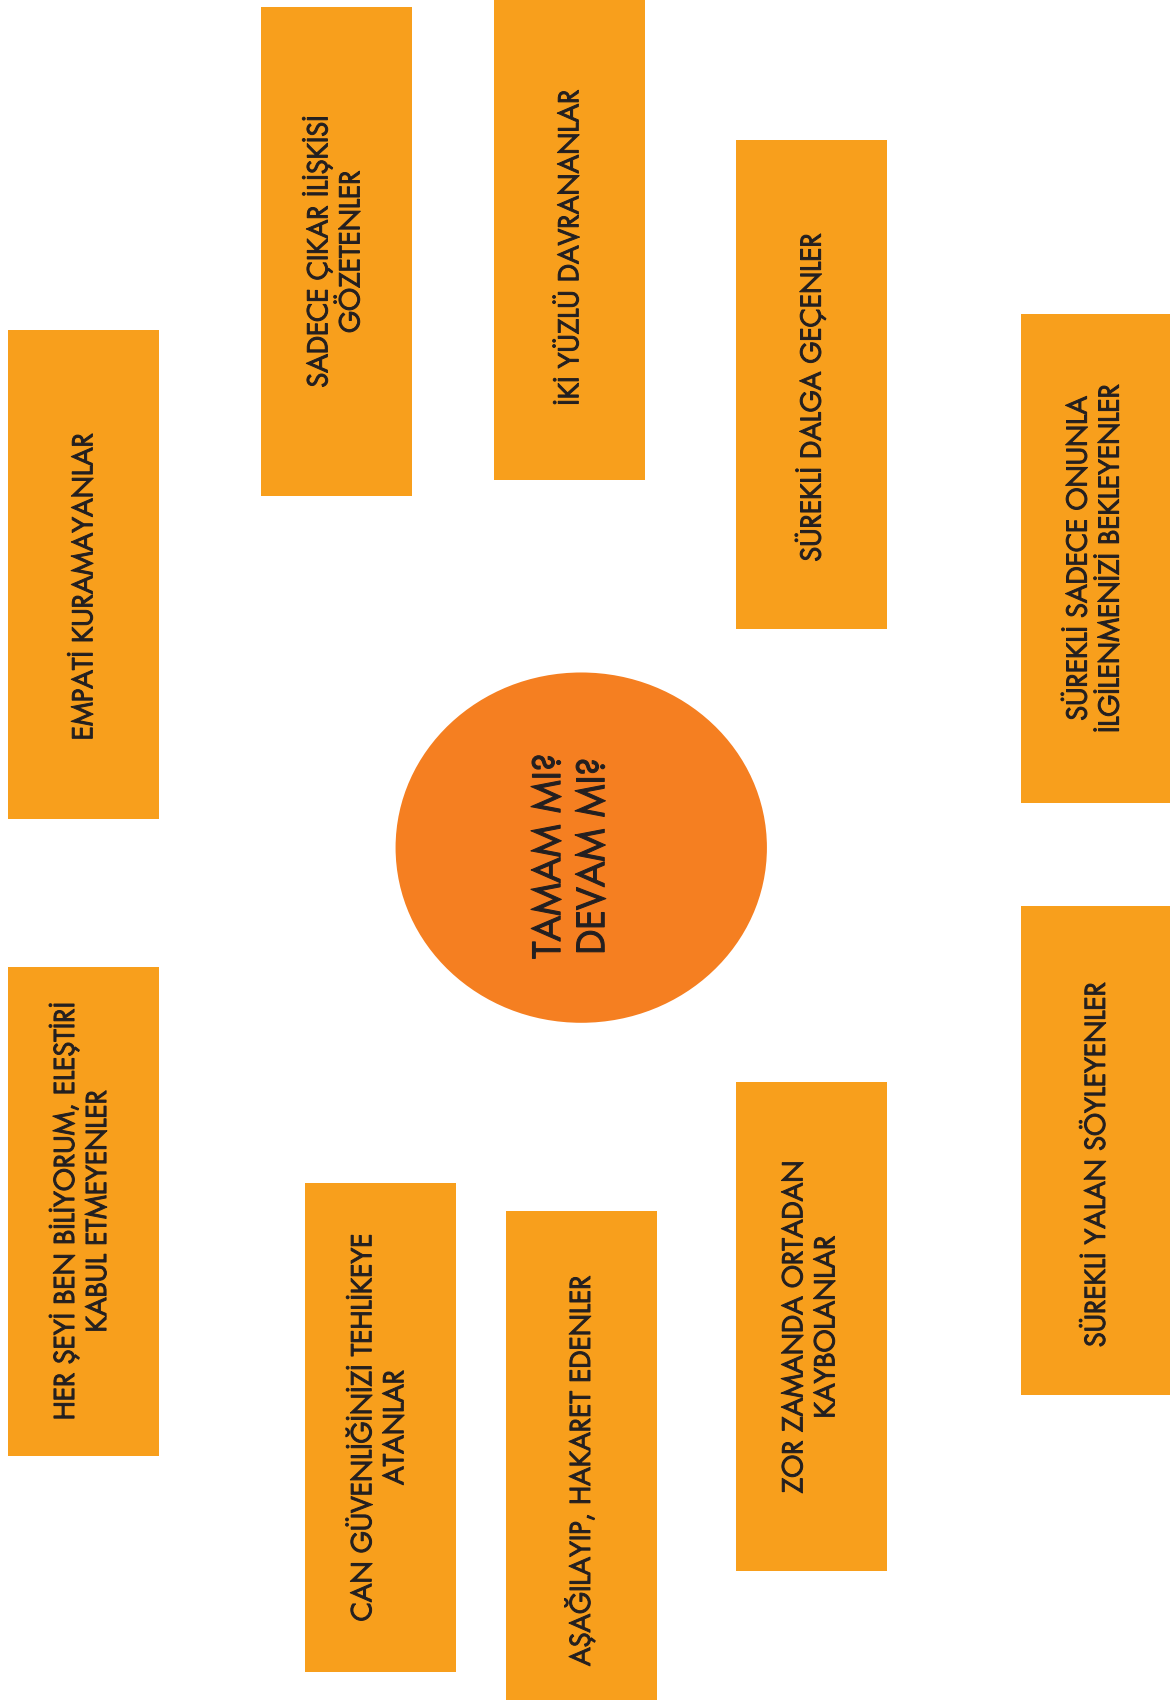 HER ŞEYİ BEN BİLİYORUM, ELEŞTİRİ
KABUL ETMEYENLER
EMPATİ KURAMAYANLAR
SADECE ÇIKAR İLİŞKİSİ
GÖZETENLER
CAN GÜVENLİĞİNİZİ TEHLİKEYE
ATANLAR
İKİ YÜZLÜ DAVRANANLAR
AŞAĞILAYIP, HAKARET EDENLER
TAMAM MI?
DEVAM MI?
SÜREKLİ DALGA GEÇENLER
ZOR ZAMANDA ORTADAN
KAYBOLANLAR
SÜREKLİ SADECE ONUNLA
İLGİLENMENİZİ BEKLEYENLER
SÜREKLİ YALAN SÖYLEYENLER